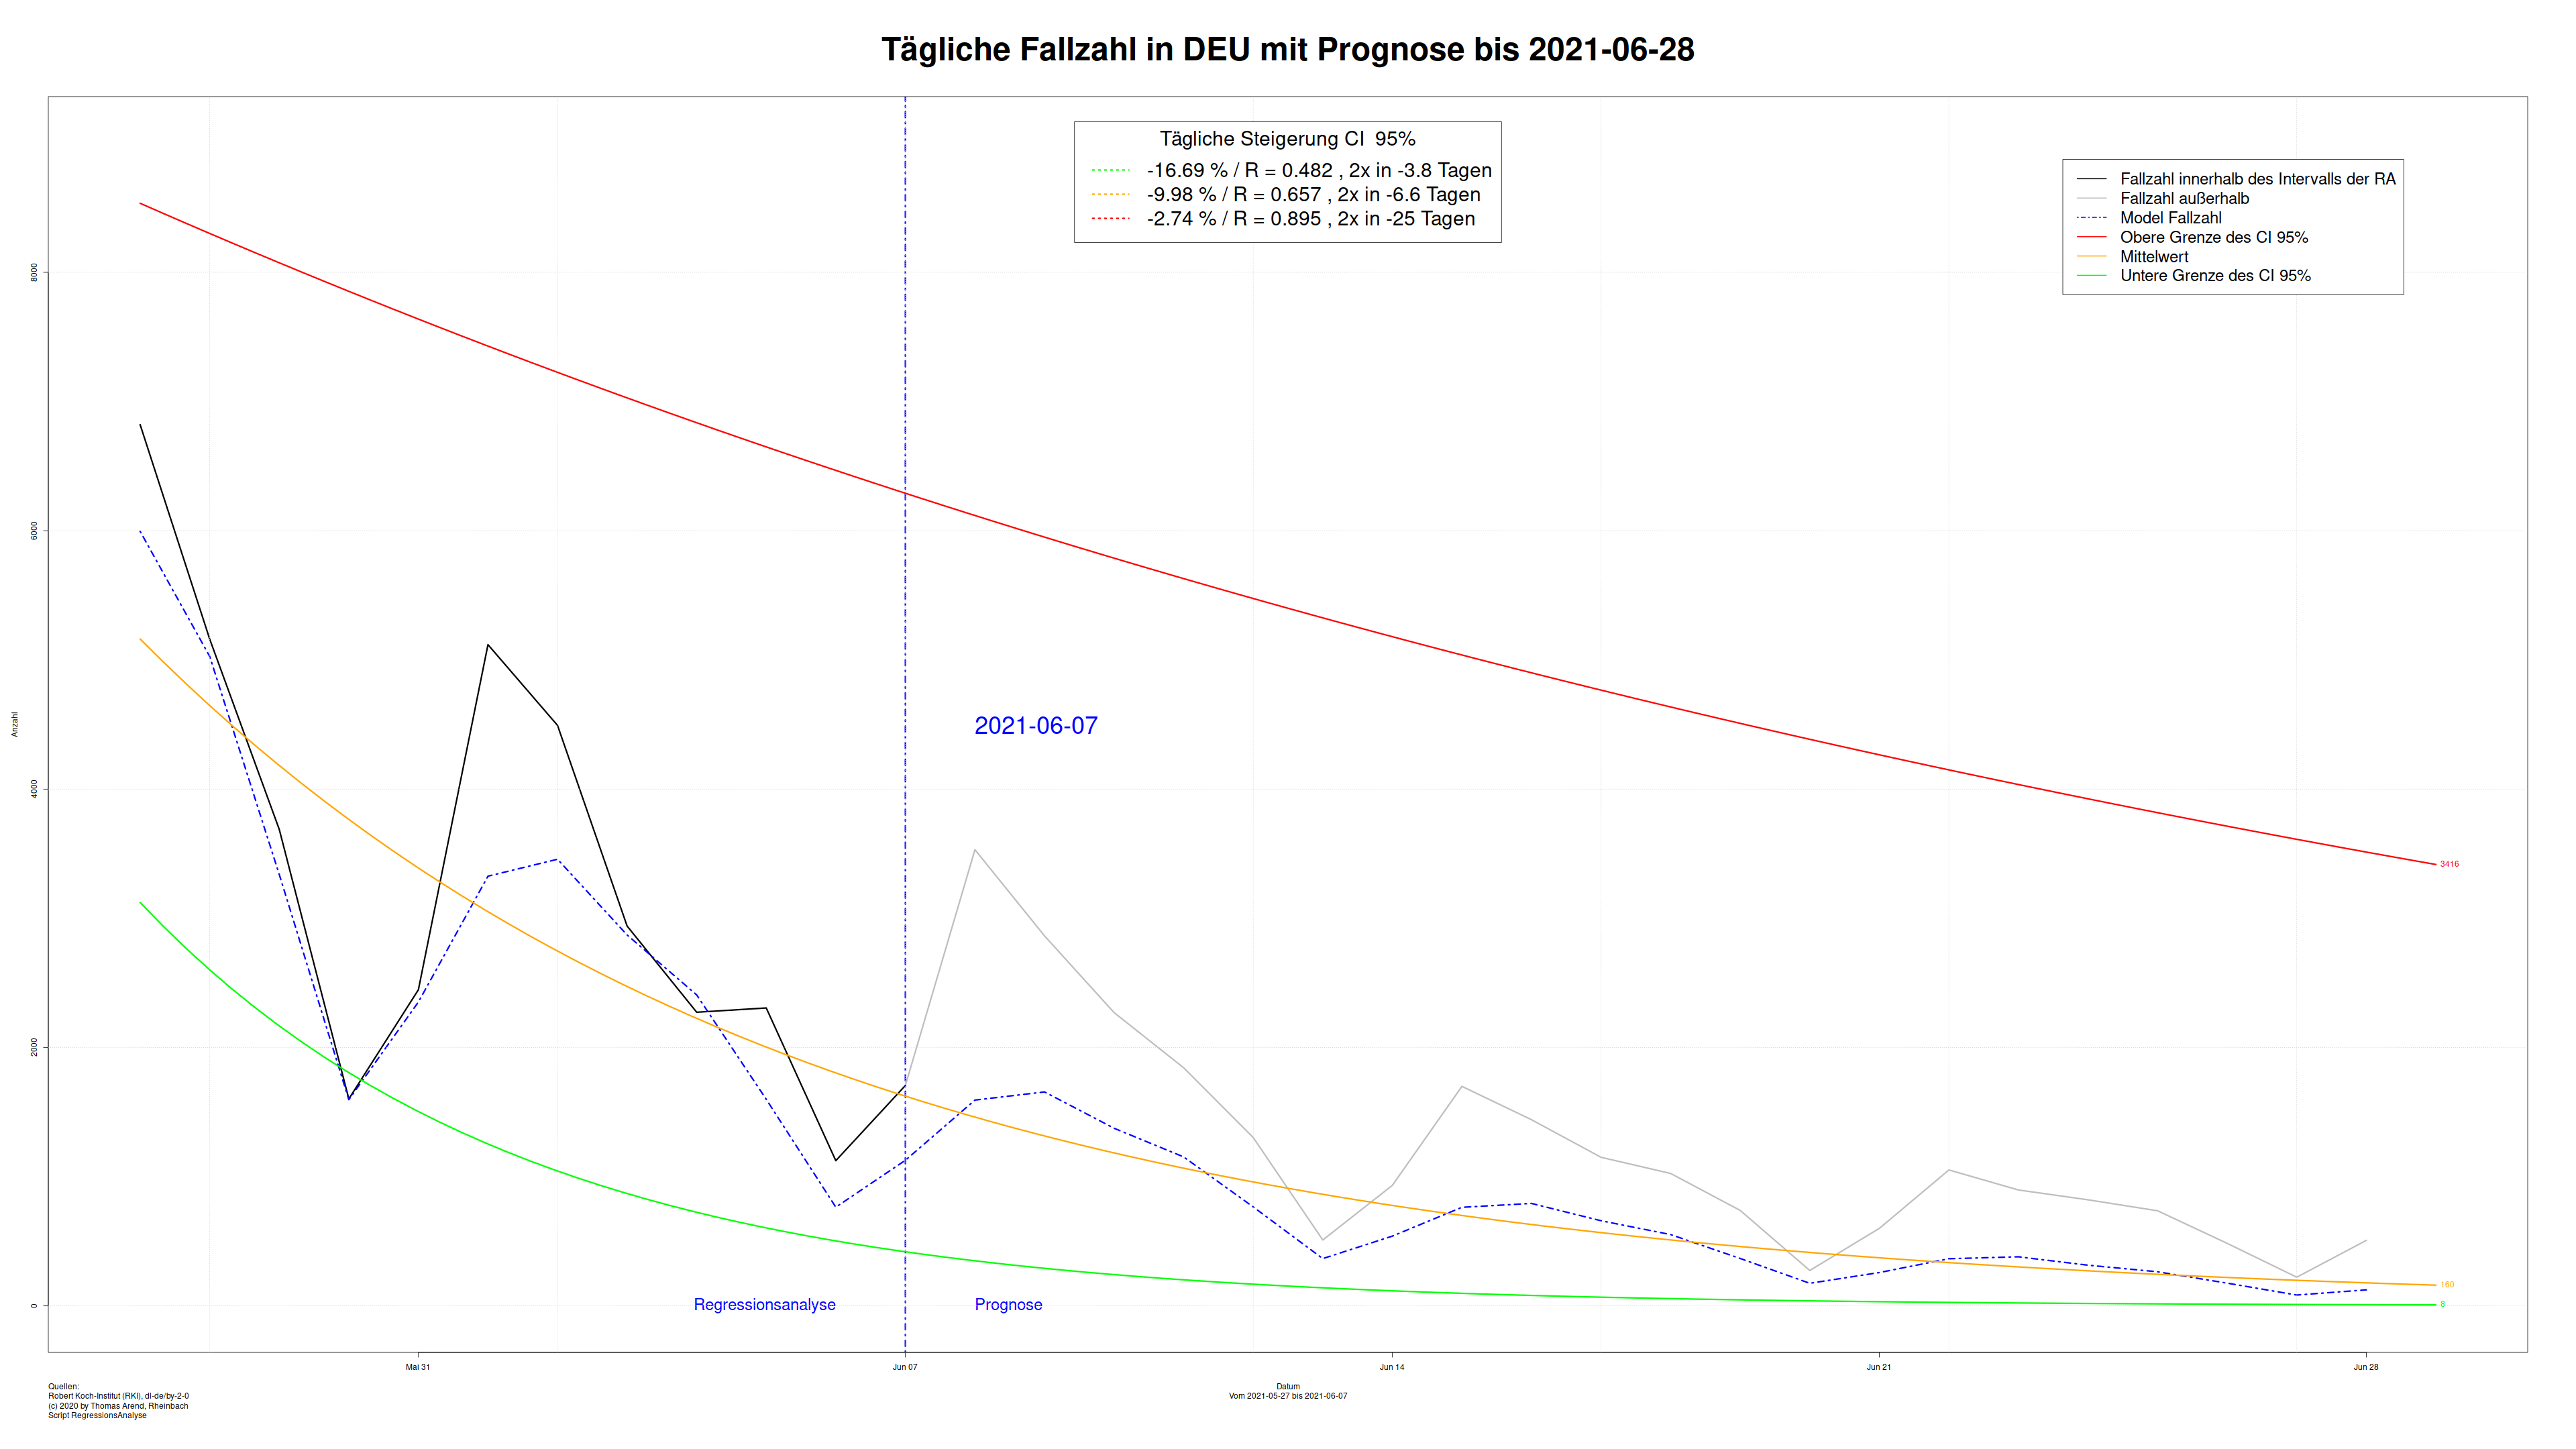 Tägliche Fallzahl in DEU mit Prognose bis 2021-06-28
Tägliche Steigerung CI  95%
-16.69 % / R = 0.482 , 2x in -3.8 Tagen
-9.98 % / R = 0.657 , 2x in -6.6 Tagen
-2.74 % / R = 0.895 , 2x in -25 Tagen
Fallzahl innerhalb des Intervalls der RA
Fallzahl außerhalb
Model Fallzahl
Obere Grenze des CI 95%
Mittelwert
Untere Grenze des CI 95%
8000
6000
4000
2000
0
Anzahl
2021-06-07
3416
160
8
Regressionsanalyse
Prognose
Mai 31
Jun 07
Jun 14
Jun 21
Jun 28
Datum
Vom 2021-05-27 bis 2021-06-07
Quellen:
Robert Koch-Institut (RKI), dl-de/by-2-0
(c) 2020 by Thomas Arend, Rheinbach
Script RegressionsAnalyse